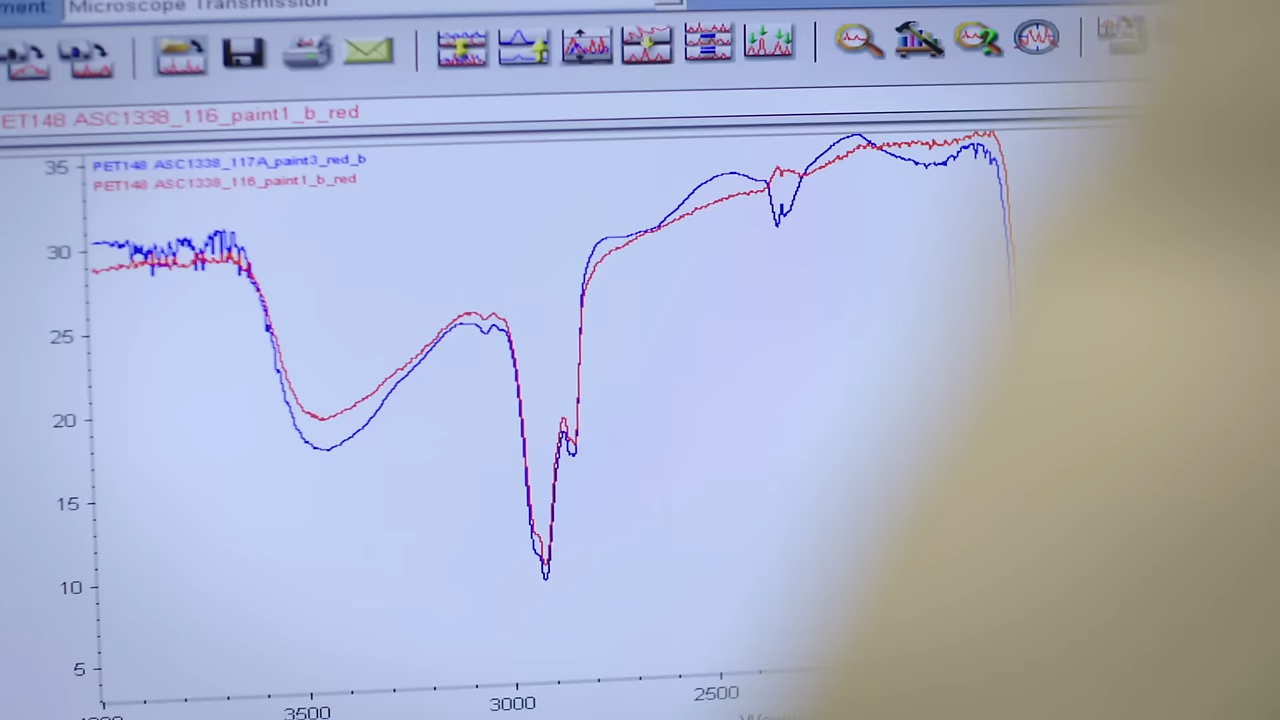 Microscope Transmission
ET148 ASC1338_116_paint1_b_red
PET148 ASC1338_117A_paint3_red_b
PET148 ASC1338_116_paint1_b_red
35
30
25
20
15
10
5
3500
3000
2500